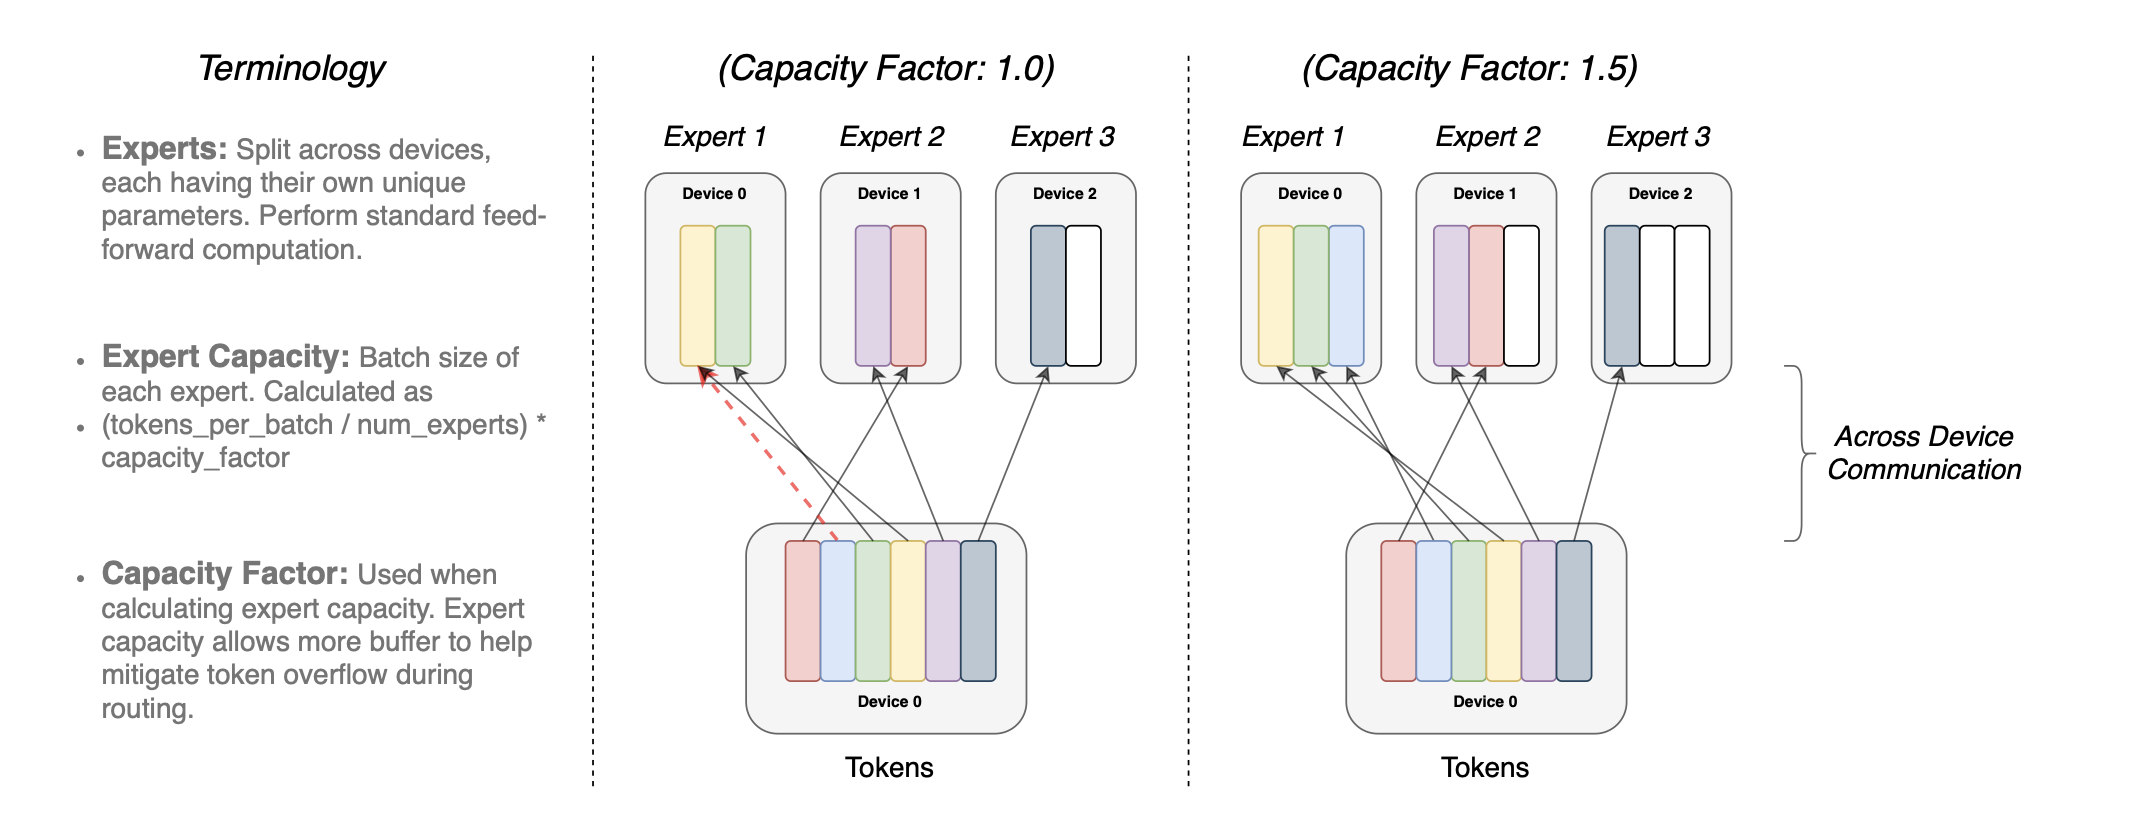 Terminology
• Experts: Split across devices,
each having their own unique
parameters. Perform standard feed-
forward computation.
• Expert Capacity: Batch size of
each expert. Calculated as
• (tokens_per_batch / num_experts) *
capacity_factor
• Capacity Factor: Used when
calculating expert capacity. Expert
capacity allows more buffer to help
mitigate token overflow during
routing.
(Capacity Factor: 1.0)
Expert 1 Expert 2 Expert 3
Device 0 Device 1 Device 2
Device 0
Tokens
(Capacity Factor: 1.5)
Expert 1 Expert 2 Expert 3
Device 0 Device 1 Device 2
Device 0
Tokens
Across Device
Communication